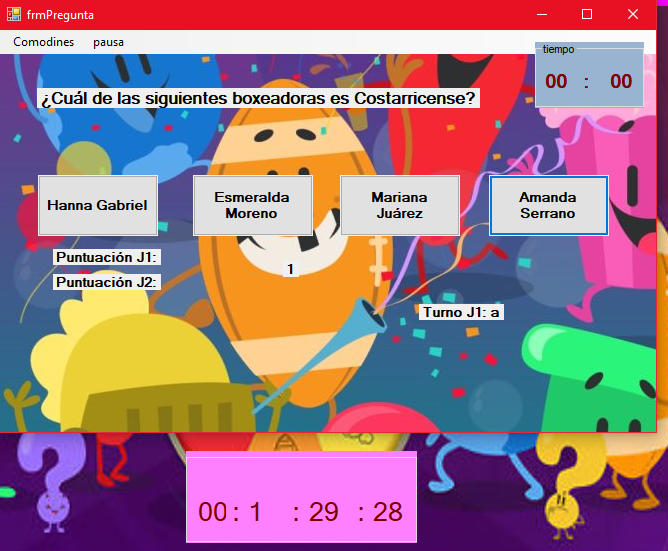 frmPregunta
Comodines pausa
tiempo
00 : 00
¿Cuál de las siguientes boxeadoras es Costarricense?
Hanna Gabriel
Esmeralda
Moreno
Mariana
Juárez
Amanda
Serrano
Puntuación J1:
1
Puntuación J2:
Turno J1: a
00 : 1 : 29 : 28